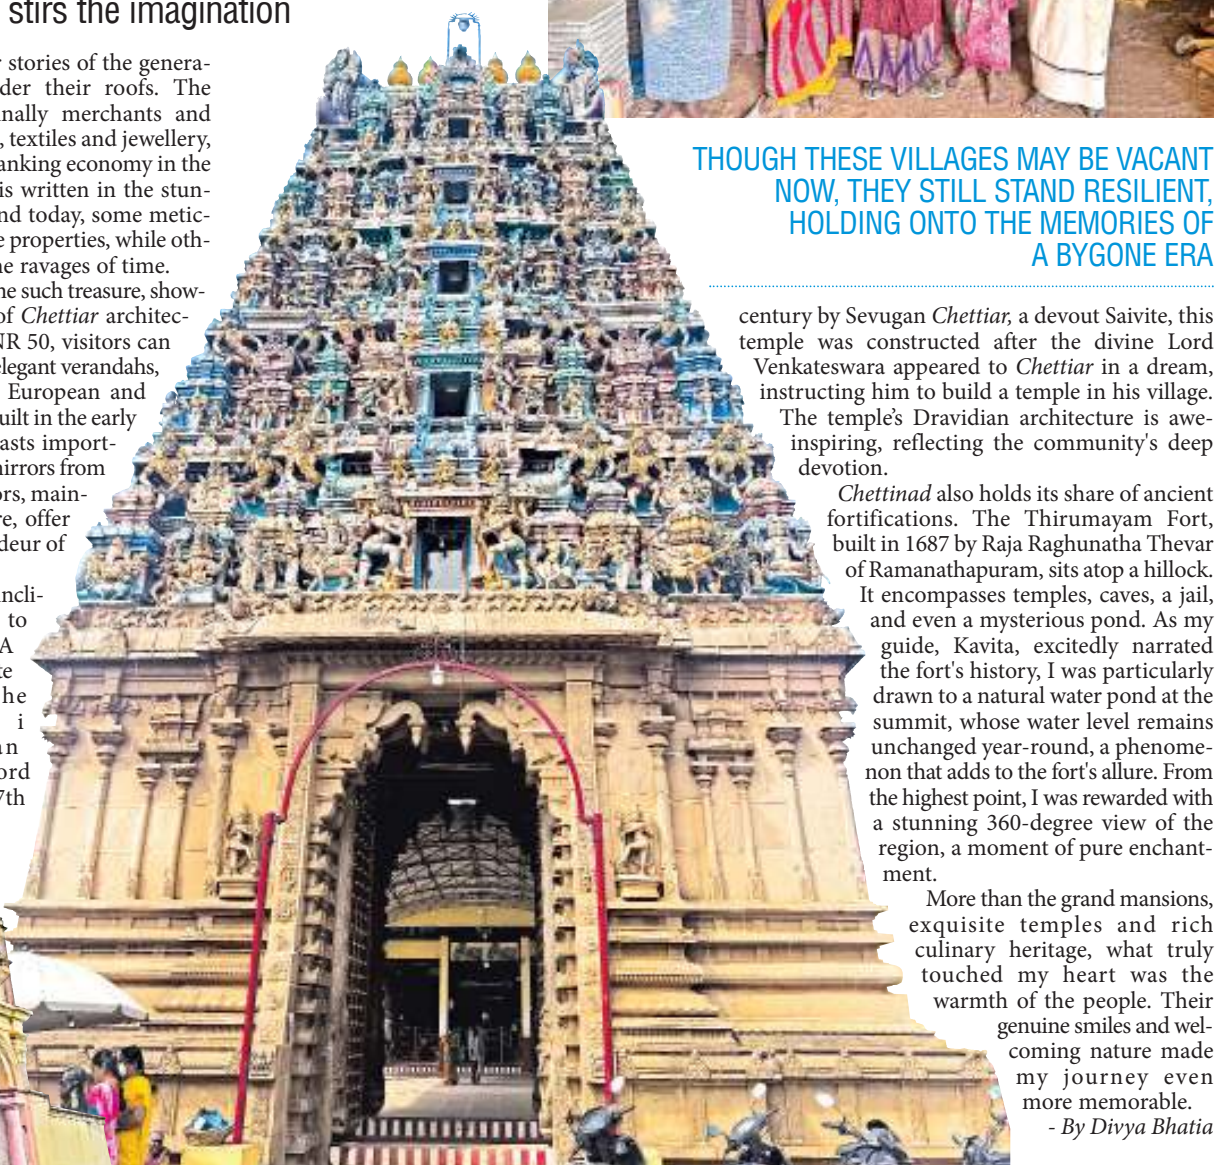 stirs the imagination
stories of the genera-
der their roofs. The
nally merchants and
, textiles and jewellery,
anking economy in the
is written in the stun-
nd today, some metic-
e properties, while oth-
ne ravages of time.
ne such treasure, show-
of Chettiar architec-
NR 50, visitors can
elegant verandahs,
European and
uilt in the early
asts import-
nirrors from
ors, main-
re, offer
deur of
incli-
to
A
te
he
i
an
ord
7th
THOUGH THESE VILLAGES MAY BE VACANT
NOW, THEY STILL STAND RESILIENT,
HOLDING ONTO THE MEMORIES OF
A BYGONE ERA
century by Sevugan Chettiar, a devout Saivite, this
temple was constructed after the divine Lord
Venkateswara appeared to Chettiar in a dream,
instructing him to build a temple in his village.
The temple's Dravidian architecture is awe-
inspiring, reflecting the community's deep
devotion.
Chettinad also holds its share of ancient
fortifications. The Thirumayam Fort,
built in 1687 by Raja Raghunatha Thevar
of Ramanathapuram, sits atop a hillock.
It encompasses temples, caves, a jail,
and even a mysterious pond. As my
guide, Kavita, excitedly narrated
the fort's history, I was particularly
drawn to a natural water pond at the
summit, whose water level remains
unchanged year-round, a phenome-
non that adds to the fort's allure. From
the highest point, I was rewarded with
a stunning 360-degree view of the
region, a moment of pure enchant-
ment.
More than the grand mansions,
exquisite temples and rich
culinary heritage, what truly
touched my heart was the
warmth of the people. Their
genuine smiles and wel-
coming nature made
my journey even
more memorable.
- By Divya Bhatia